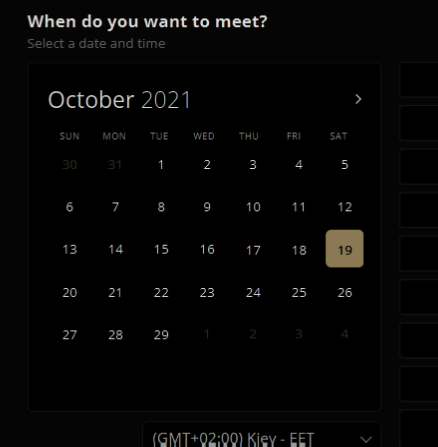 When do you want to meet?
Select a date and time
October 2021 >
SUN MON TUE WED THU FRI SAT
30 31 1 2 3 4 5
6 7 8 9 10 11 12
13 14 15 16 17 18 19
20 21 22 23 24 25 26
27 28 29 1 2 3 4
(GMT+02:00) Kiev - EET